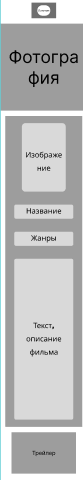 Фотогра
фия
Изображе
ние
Название
Жанры
Текст,
описание
фильма
Трейлер